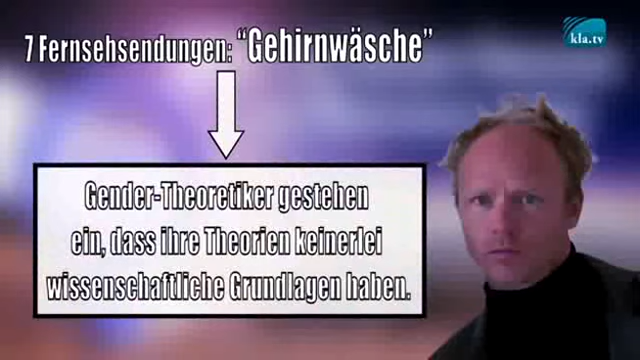 kla.tv
7 Fernsehsendungen: “Gehirnwäsche”
Gender-Theoretiker gestehen
ein, dass ihre Theorien keinerlei
wissenschaftliche Grundlagen haben.